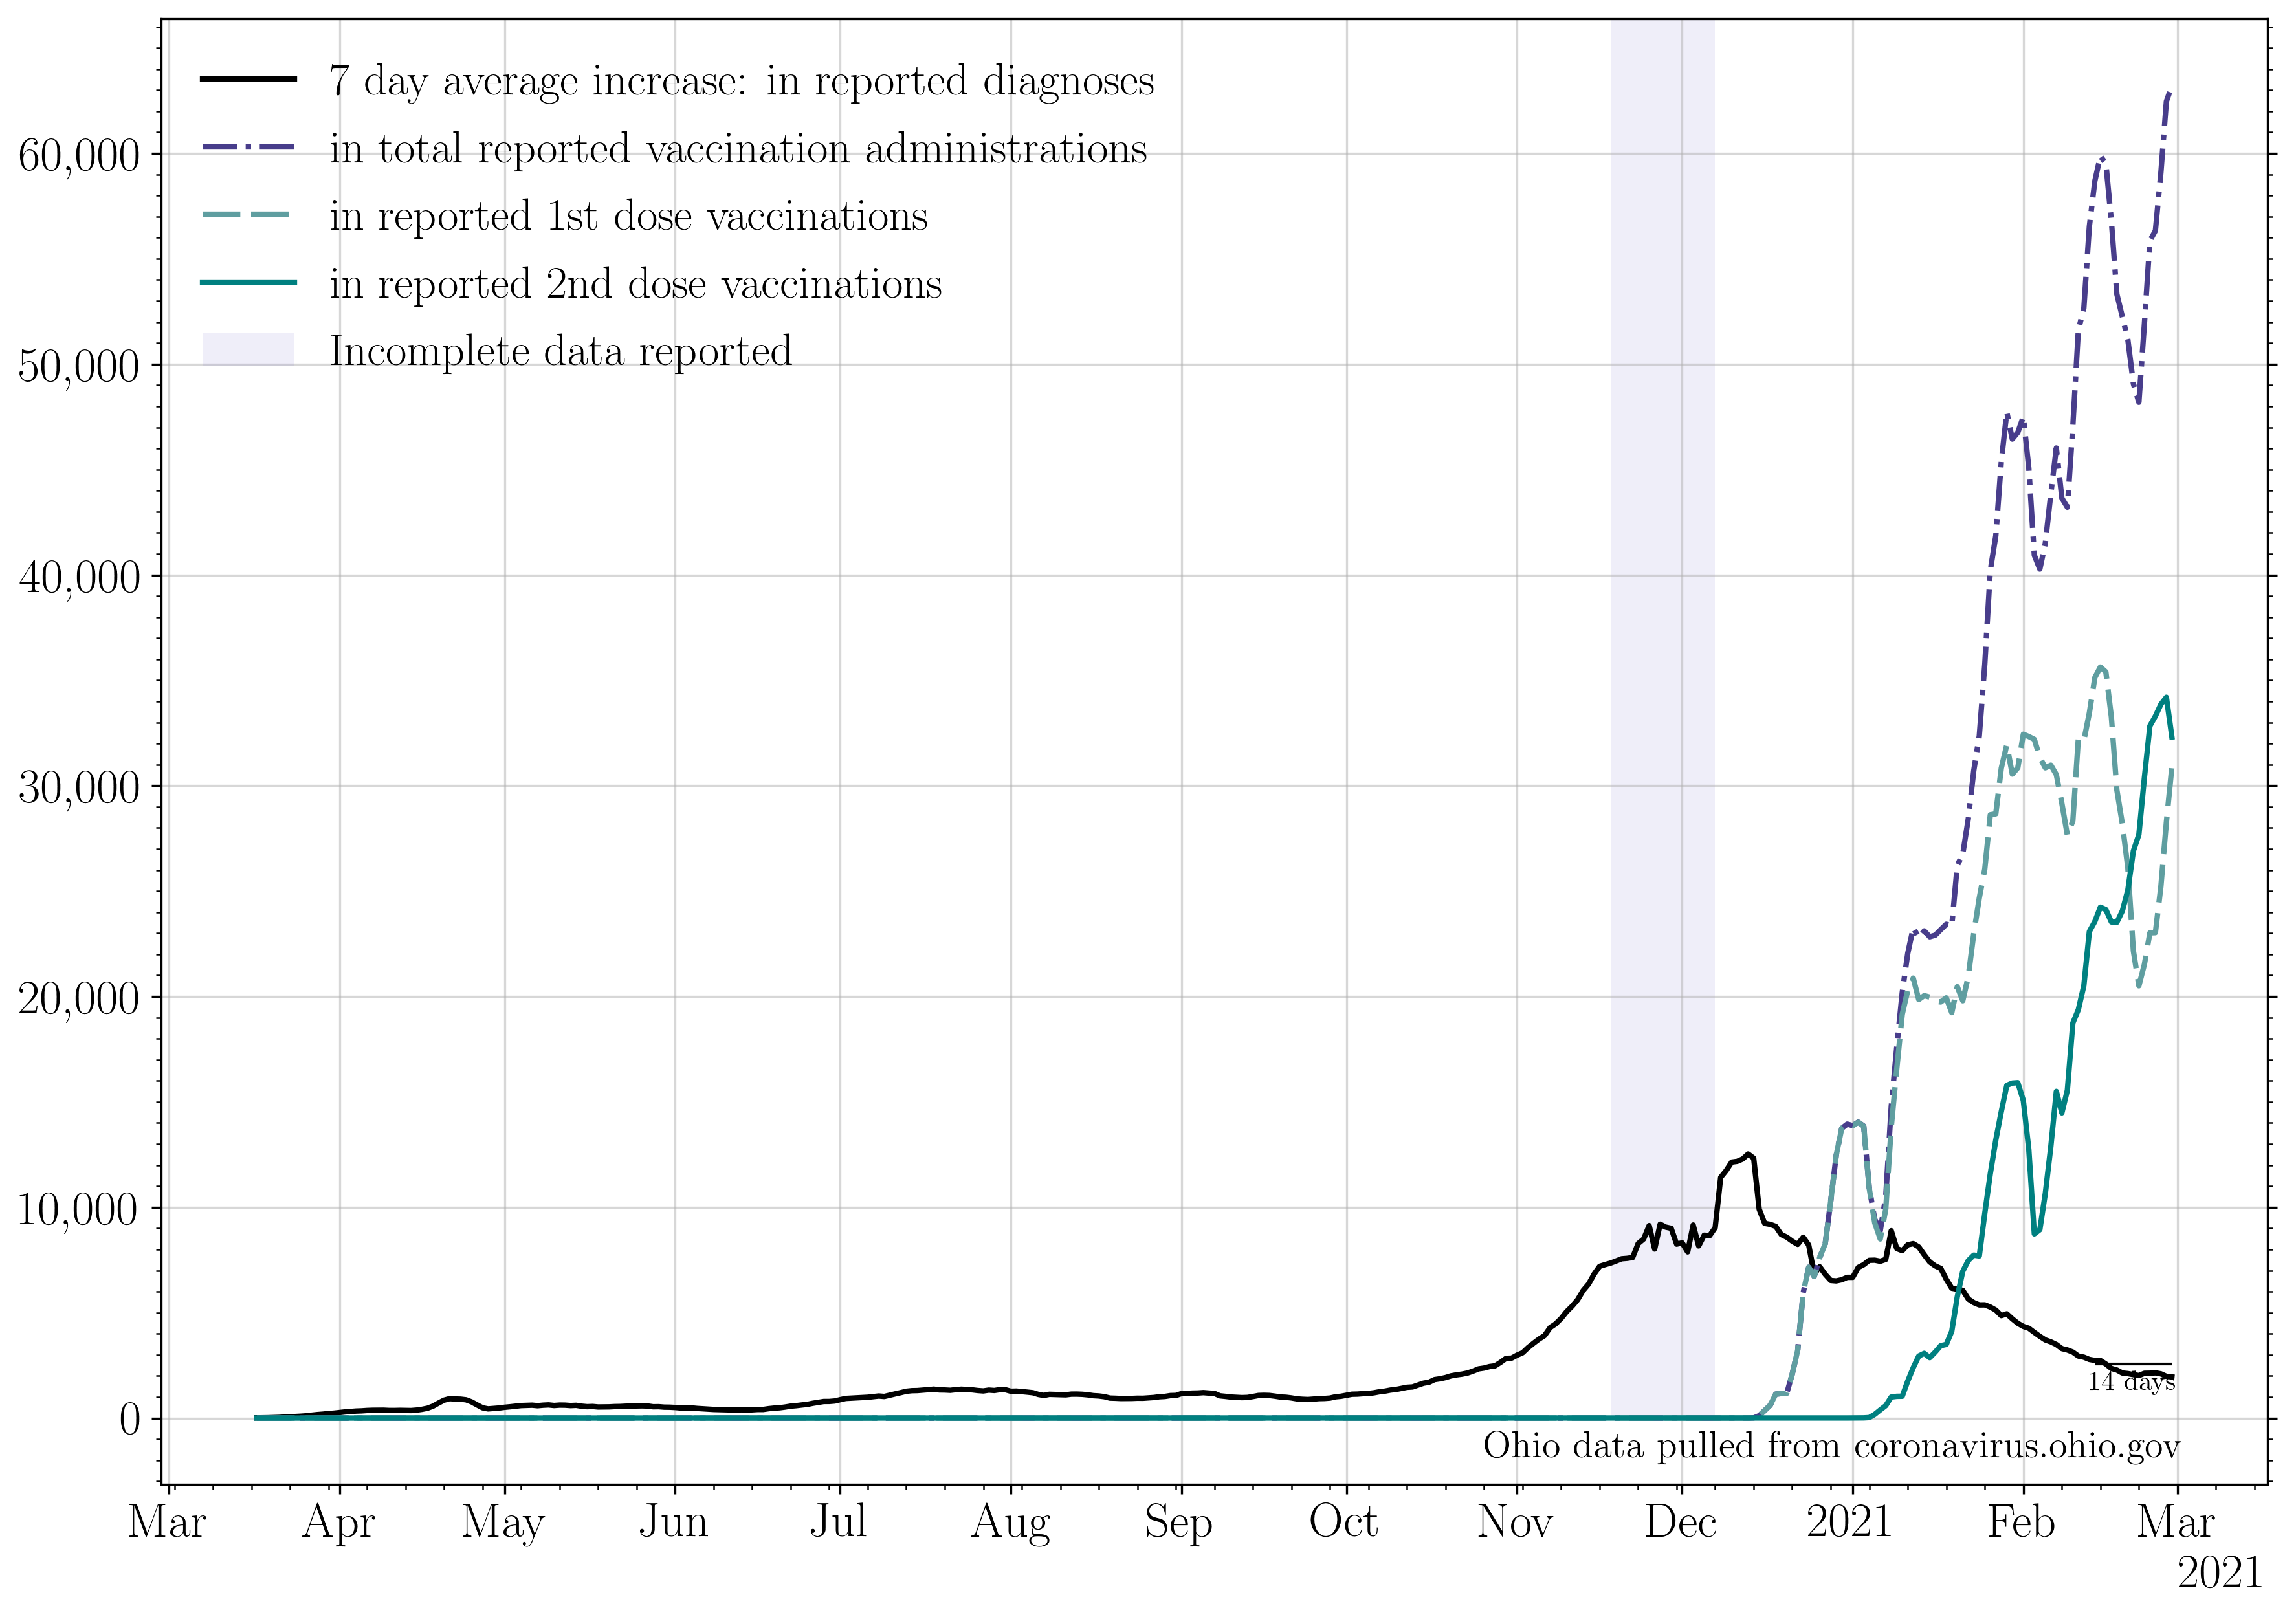 7 day average increase: in reported diagnoses
in total reported vaccination administrations
in reported 1st dose vaccinations
in reported 2nd dose vaccinations
Incomplete data reported
60,000
50,000
40,000
30,000
20,000
10,000
0
14 days
Ohio data pulled from coronavirus.ohio.gov
Mar Apr May Jun Jul Aug Sep Oct Nov Dec 2021 Feb Mar
2021